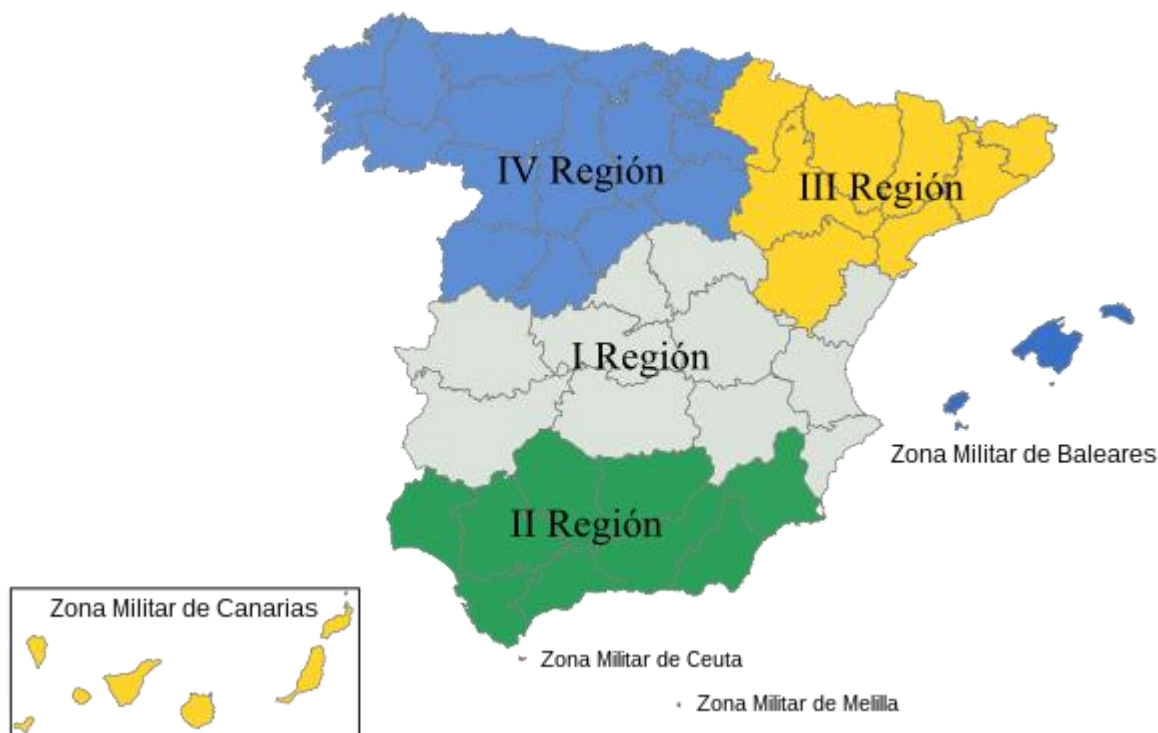 IV Región
III Región
I Región
Zona Militar de Baleares
II Región
Zona Militar de Canarias
Zona Militar de Ceuta
Zona Militar de Melilla